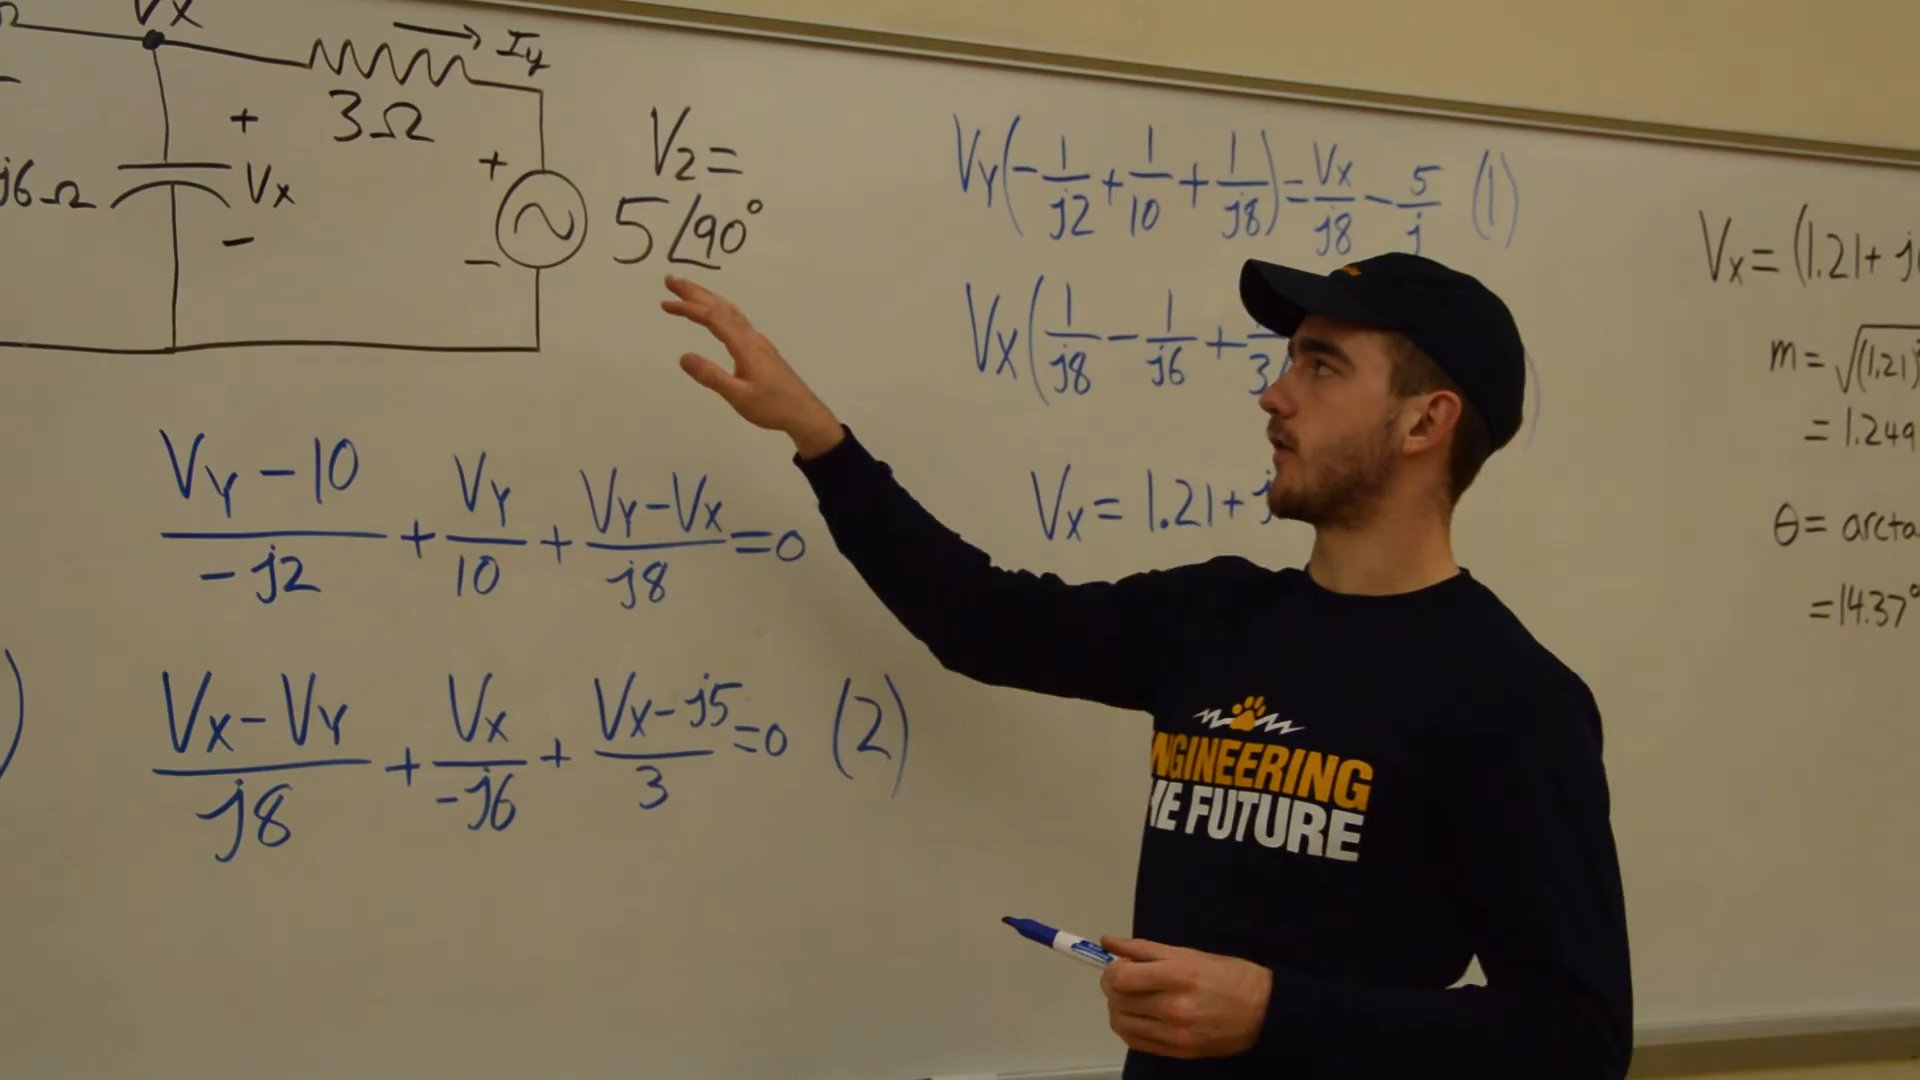 Vx
Iy
3Ω
+
j6Ω
Vx
-
+
-
V2 =
5∠90°
(Vy - 10)/(-j2) + Vy/10 + (Vy - Vx)/j8 = 0
(Vx - Vy)/j8 + Vx/(-j6) + (Vx - j5)/3 = 0 (2)
Vy(-1/j2 + 1/10 + 1/j8) = Vx/j8 - 5/j (1)
Vx(1/j8 - 1/j6 + 1/3
Vx = 1.21 + j
Vx = (1.21 + j
m = √(1.21)
= 1.249
θ = arcta
= 14.37°
NGINEERING
HE FUTURE